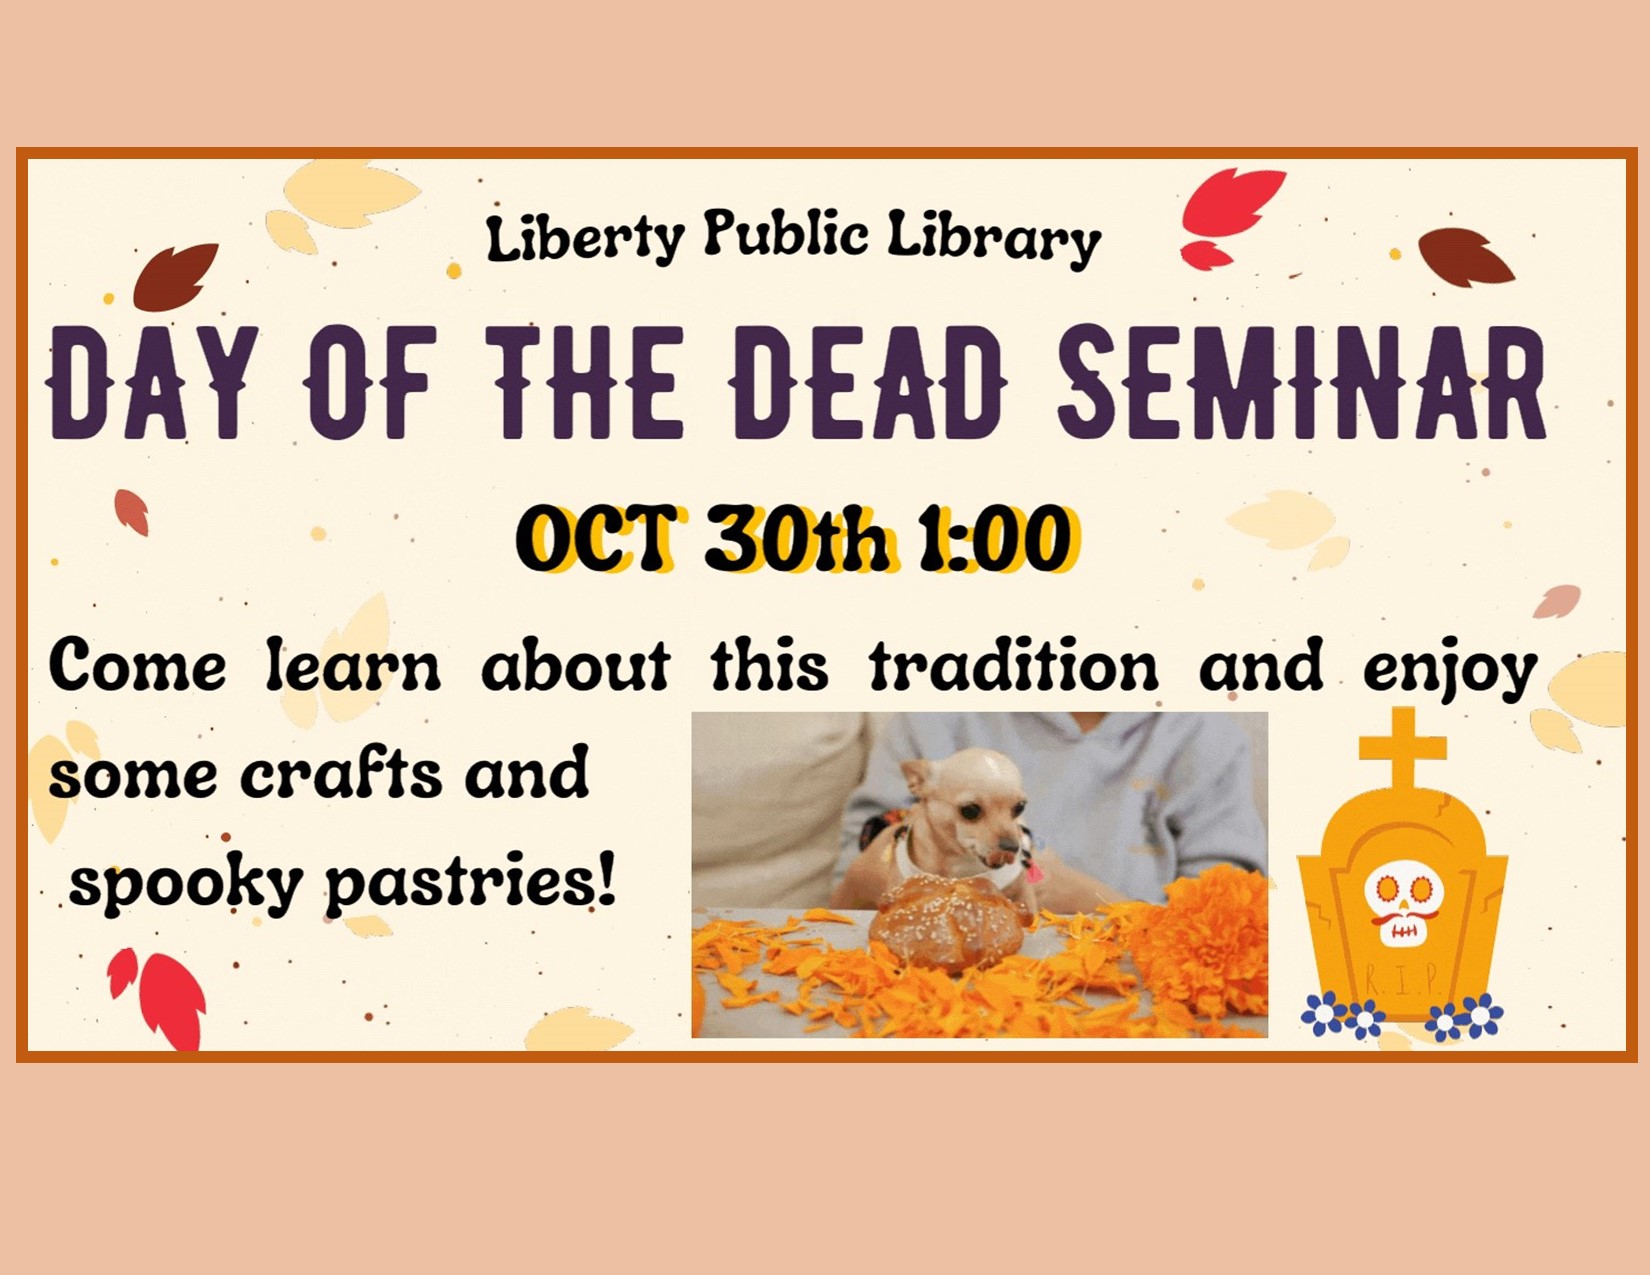 Liberty Public Library
DAY OF THE DEAD SEMINAR
OCT 30th 1:00
Come learn about this tradition and enjoy
some crafts and
spooky pastries!
R.I.P.